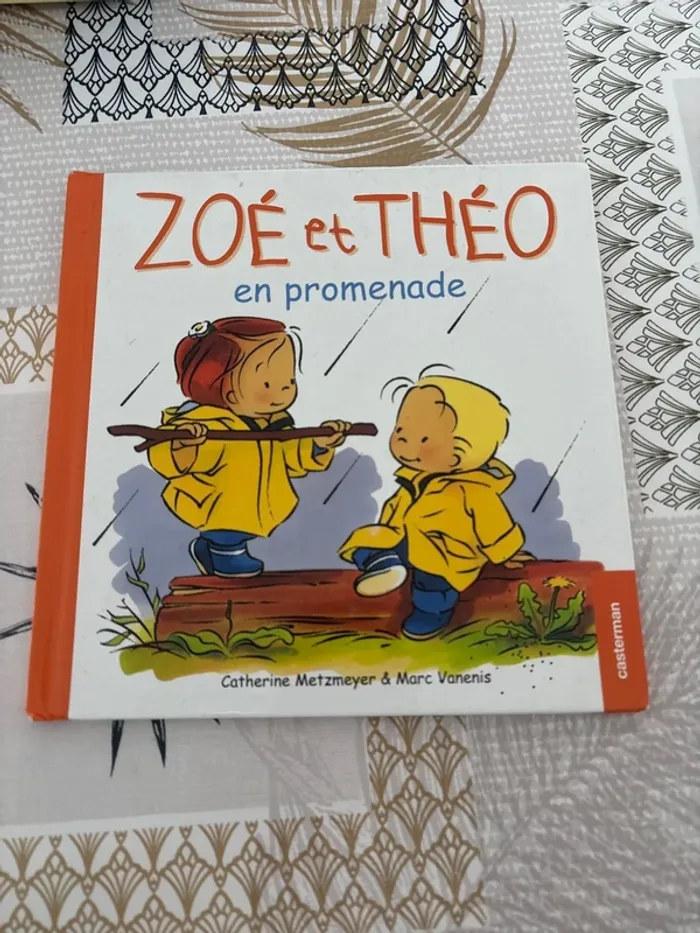 ZOÉ et THÉO
en promenade
Catherine Metzmeyer & Marc Vanenis
casterman